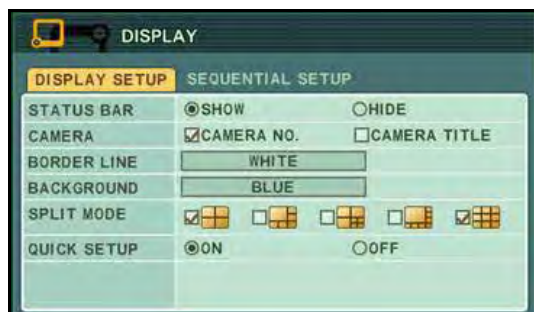 DISPLAY
DISPLAY SETUP SEQUENTIAL SETUP
STATUS BAR SHOW HIDE
CAMERA CAMERA NO. CAMERA TITLE
BORDER LINE WHITE
BACKGROUND BLUE
SPLIT MODE
QUICK SETUP ON OFF